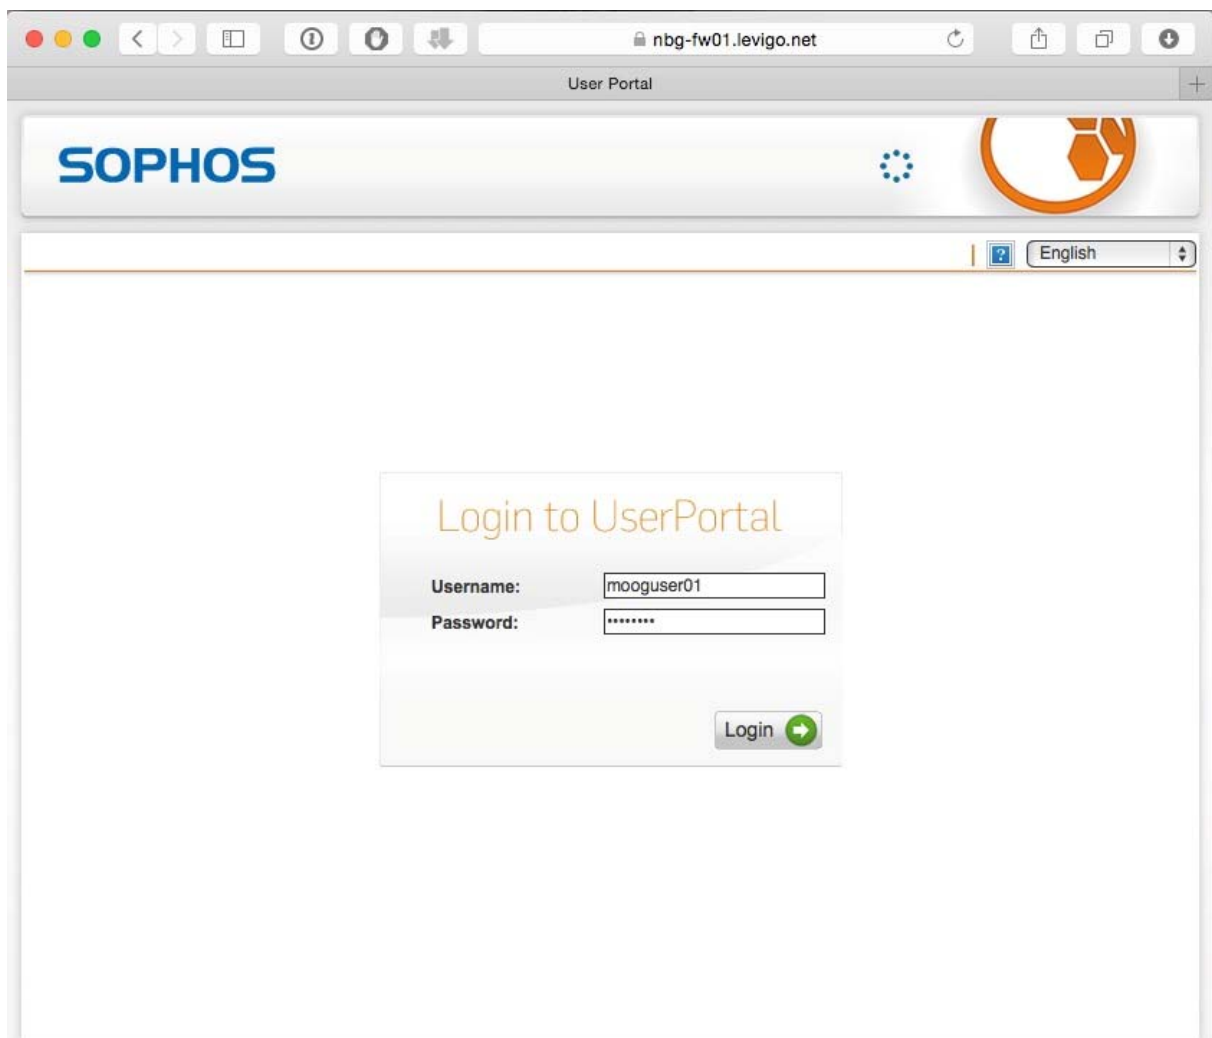 nbg-fw01.levigo.net
User Portal
SOPHOS
? English
Login to UserPortal
Username: mooguser01
Password: ••••••••
Login